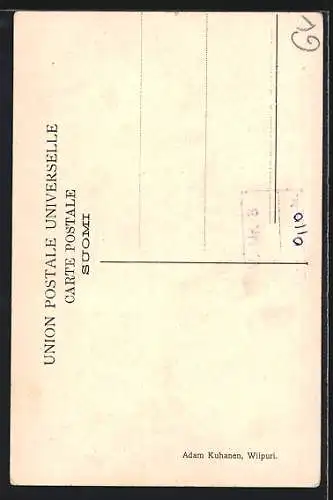 UNION POSTALE UNIVERSELLE
CARTE POSTALE
SUOMI
0110
Adam Kuhanen, Wiipuri.